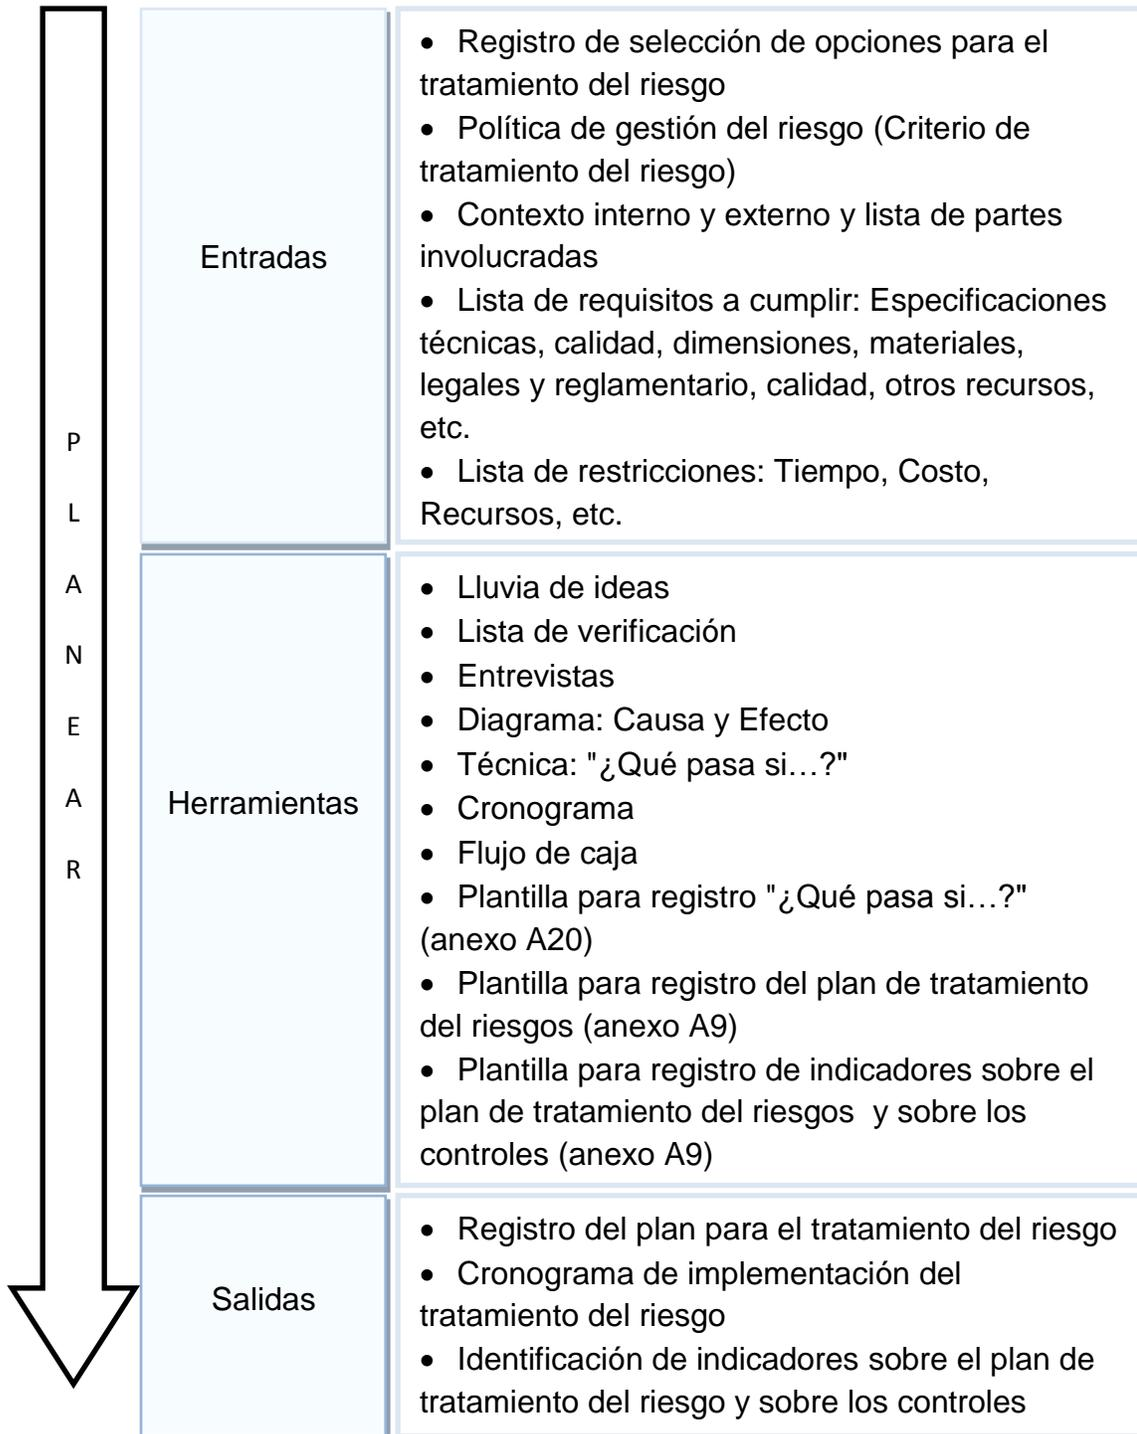 P
L
A
N
E
A
R
Entradas
• Registro de selección de opciones para el
tratamiento del riesgo
• Política de gestión del riesgo (Criterio de
tratamiento del riesgo)
• Contexto interno y externo y lista de partes
involucradas
• Lista de requisitos a cumplir: Especificaciones
técnicas, calidad, dimensiones, materiales,
legales y reglamentario, calidad, otros recursos,
etc.
• Lista de restricciones: Tiempo, Costo,
Recursos, etc.
Herramientas
• Lluvia de ideas
• Lista de verificación
• Entrevistas
• Diagrama: Causa y Efecto
• Técnica: "¿Qué pasa si…?"
• Cronograma
• Flujo de caja
• Plantilla para registro "¿Qué pasa si…?"
(anexo A20)
• Plantilla para registro del plan de tratamiento
del riesgos (anexo A9)
• Plantilla para registro de indicadores sobre el
plan de tratamiento del riesgos  y sobre los
controles (anexo A9)
Salidas
• Registro del plan para el tratamiento del riesgo
• Cronograma de implementación del
tratamiento del riesgo
• Identificación de indicadores sobre el plan de
tratamiento del riesgo y sobre los controles